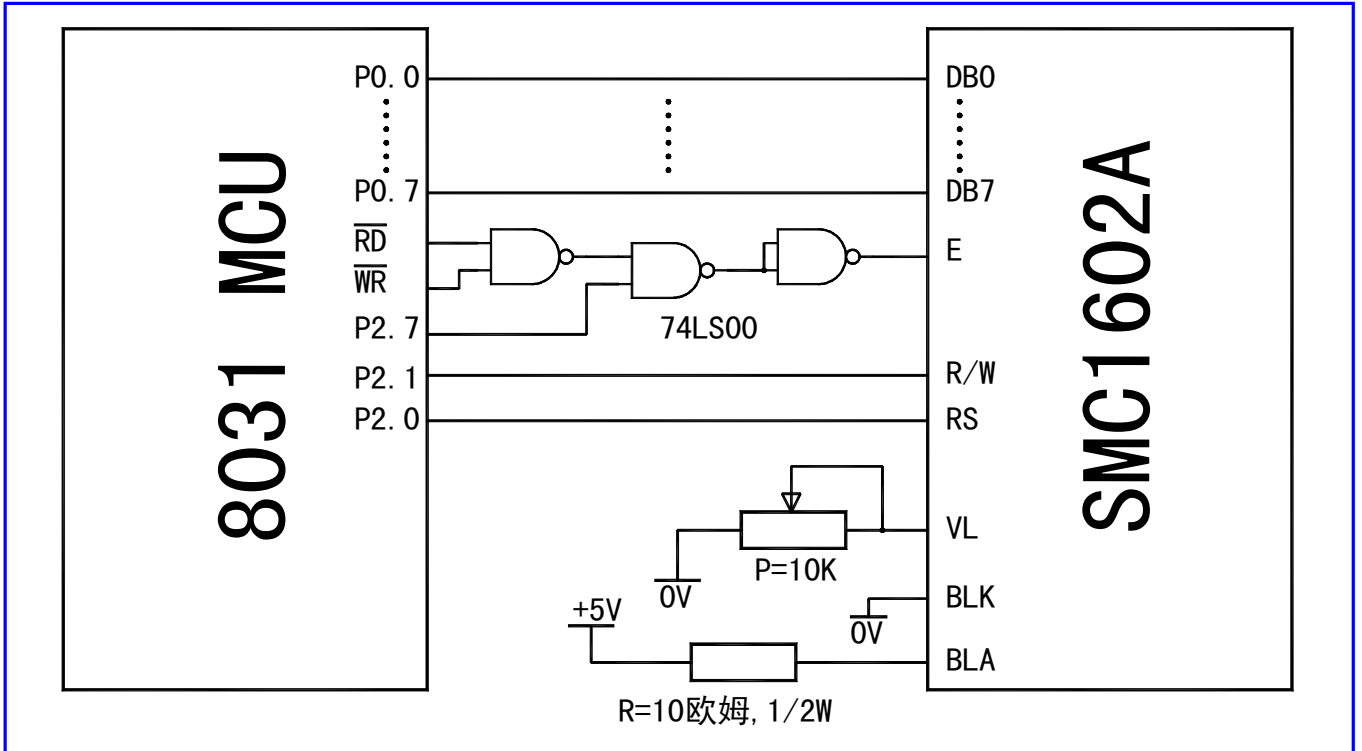 8031 MCU
P0.0
P0.7
RD
WR
P2.7
P2.1
P2.0
74LS00
DB0
DB7
E
R/W
RS
VL
BLK
BLA
SMC1602A
P=10K
0V
0V
+5V
R=10欧姆,1/2W